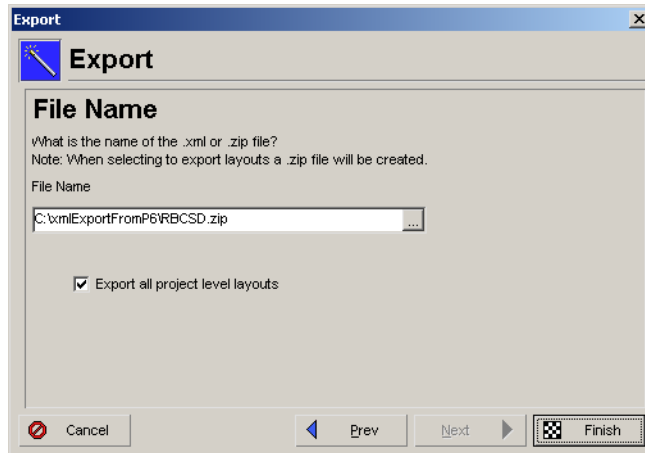 Export
Export
File Name
What is the name of the .xml or .zip file?
Note: When selecting to export layouts a .zip file will be created.
File Name
C:\xmlExportFromP6\RBCSD.zip
...
Export all project level layouts
Cancel
Prev
Next
Finish